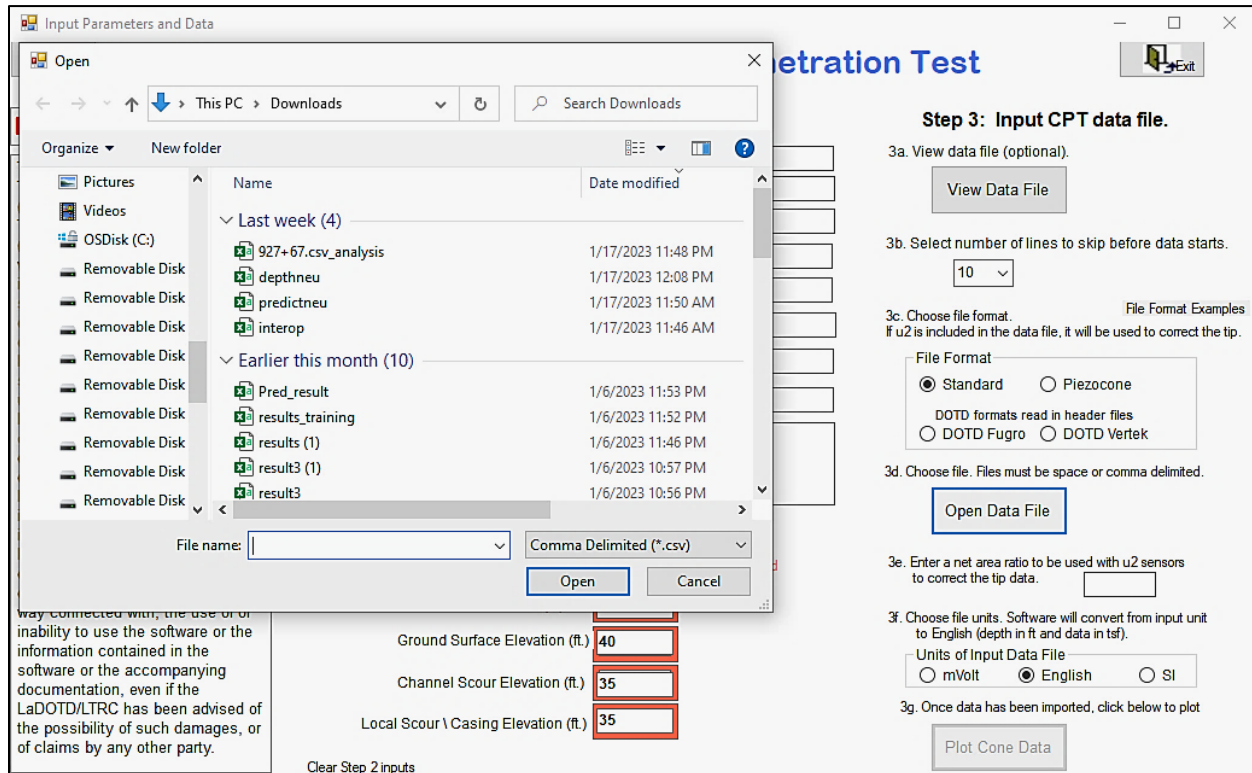 Input Parameters and Data
Open
This PC > Downloads
Search Downloads
Organize
New folder
Pictures
Videos
OSDisk (C:)
Removable Disk
Removable Disk
Removable Disk
Removable Disk
Removable Disk
Removable Disk
Removable Disk
Removable Disk
Removable Disk
Name
Date modified
Last week (4)
927+67.csv_analysis 1/17/2023 11:48 PM
depthneu 1/17/2023 12:08 PM
predictneu 1/17/2023 11:50 AM
interop 1/17/2023 11:46 AM
Earlier this month (10)
Pred_result 1/6/2023 11:53 PM
results_training 1/6/2023 11:52 PM
results (1) 1/6/2023 11:46 PM
result3 (1) 1/6/2023 10:57 PM
result3 1/6/2023 10:56 PM
File name:
Comma Delimited (*.csv)
Open
Cancel
way connected with, the use of or
inability to use the software or the
information contained in the
software or the accompanying
documentation, even if the
LaDOTD/LTRC has been advised of
the possibility of such damages, or
of claims by any other party.
Ground Surface Elevation (ft.) 40
Channel Scour Elevation (ft.) 35
Local Scour \ Casing Elevation (ft.) 35
Clear Step 2 inputs
netration Test
Exit
Step 3: Input CPT data file.
3a. View data file (optional).
View Data File
3b. Select number of lines to skip before data starts.
10
File Format Examples
3c. Choose file format.
If u2 is included in the data file, it will be used to correct the tip.
File Format
Standard
Piezocone
DOTD formats read in header files
DOTD Fugro
DOTD Vertek
3d. Choose file. Files must be space or comma delimited.
Open Data File
3e. Enter a net area ratio to be used with u2 sensors
to correct the tip data.
3f. Choose file units. Software will convert from input unit
to English (depth in ft and data in tsf).
Units of Input Data File
mVolt
English
SI
3g. Once data has been imported, click below to plot
Plot Cone Data